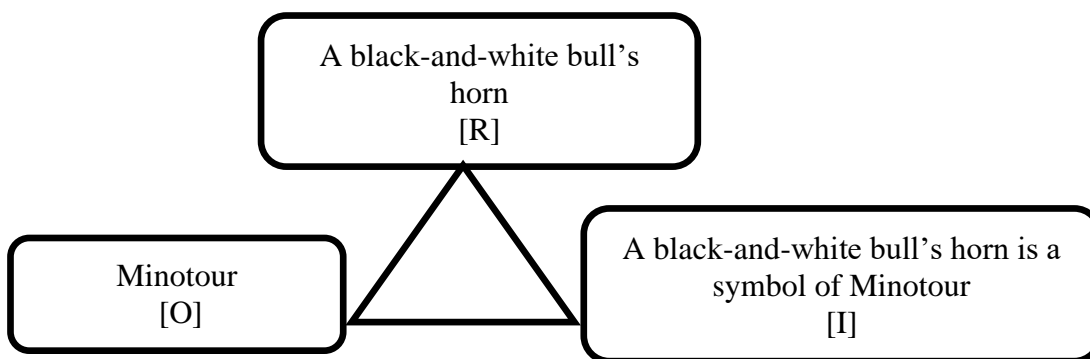 A black-and-white bull’s
horn
[R]
Minotour
[O]
A black-and-white bull’s horn is a
symbol of Minotour
[I]